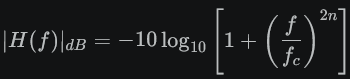 |H(f)|_{dB} = -10 \log_{10} \left[ 1 + \left( \frac{f}{f_c} \right)^{2n} \right]